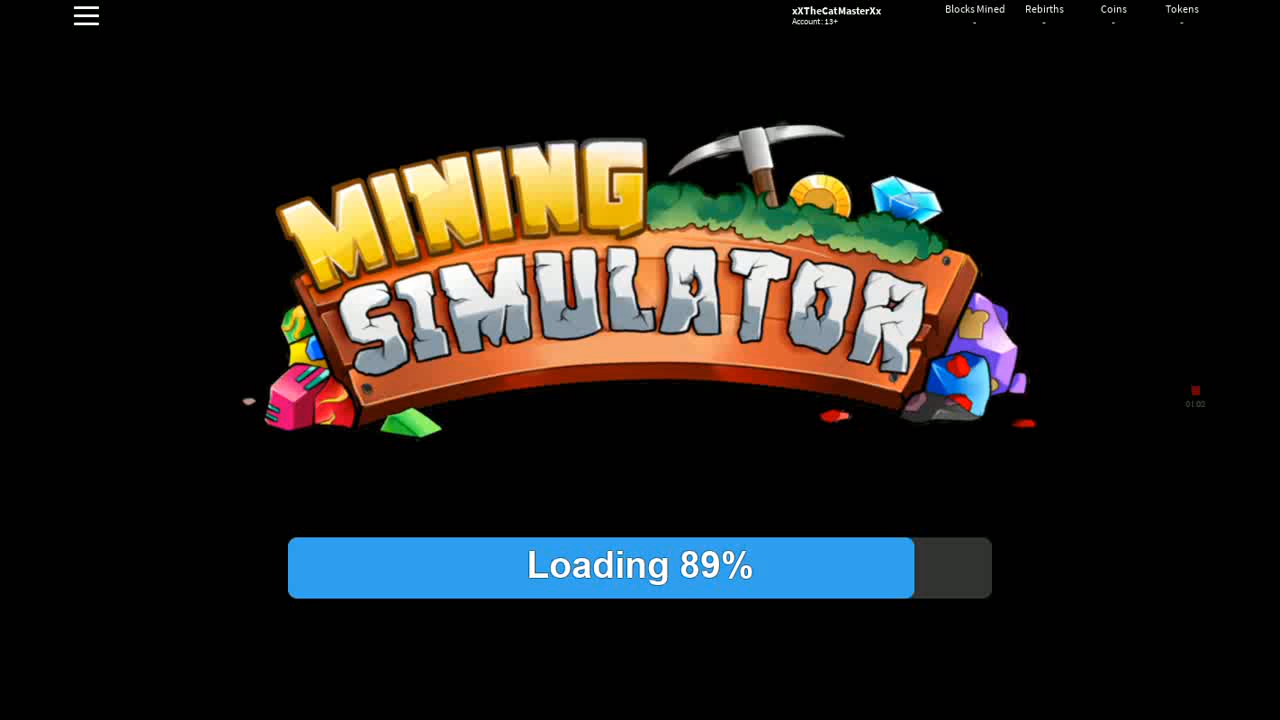 xXTheCatMasterXx
Account: 13+
Blocks Mined Rebirths Coins Tokens
- - - -
MINING
SIMULATOR
01:02
Loading 89%